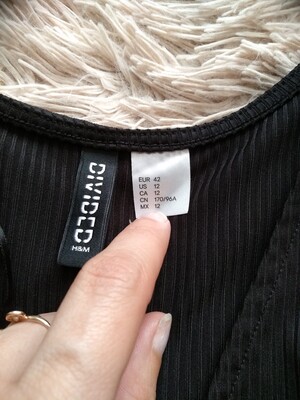 DIVIDED
H&M
EUR 42
US 12
CA 12
CN 170/96A
MX 12